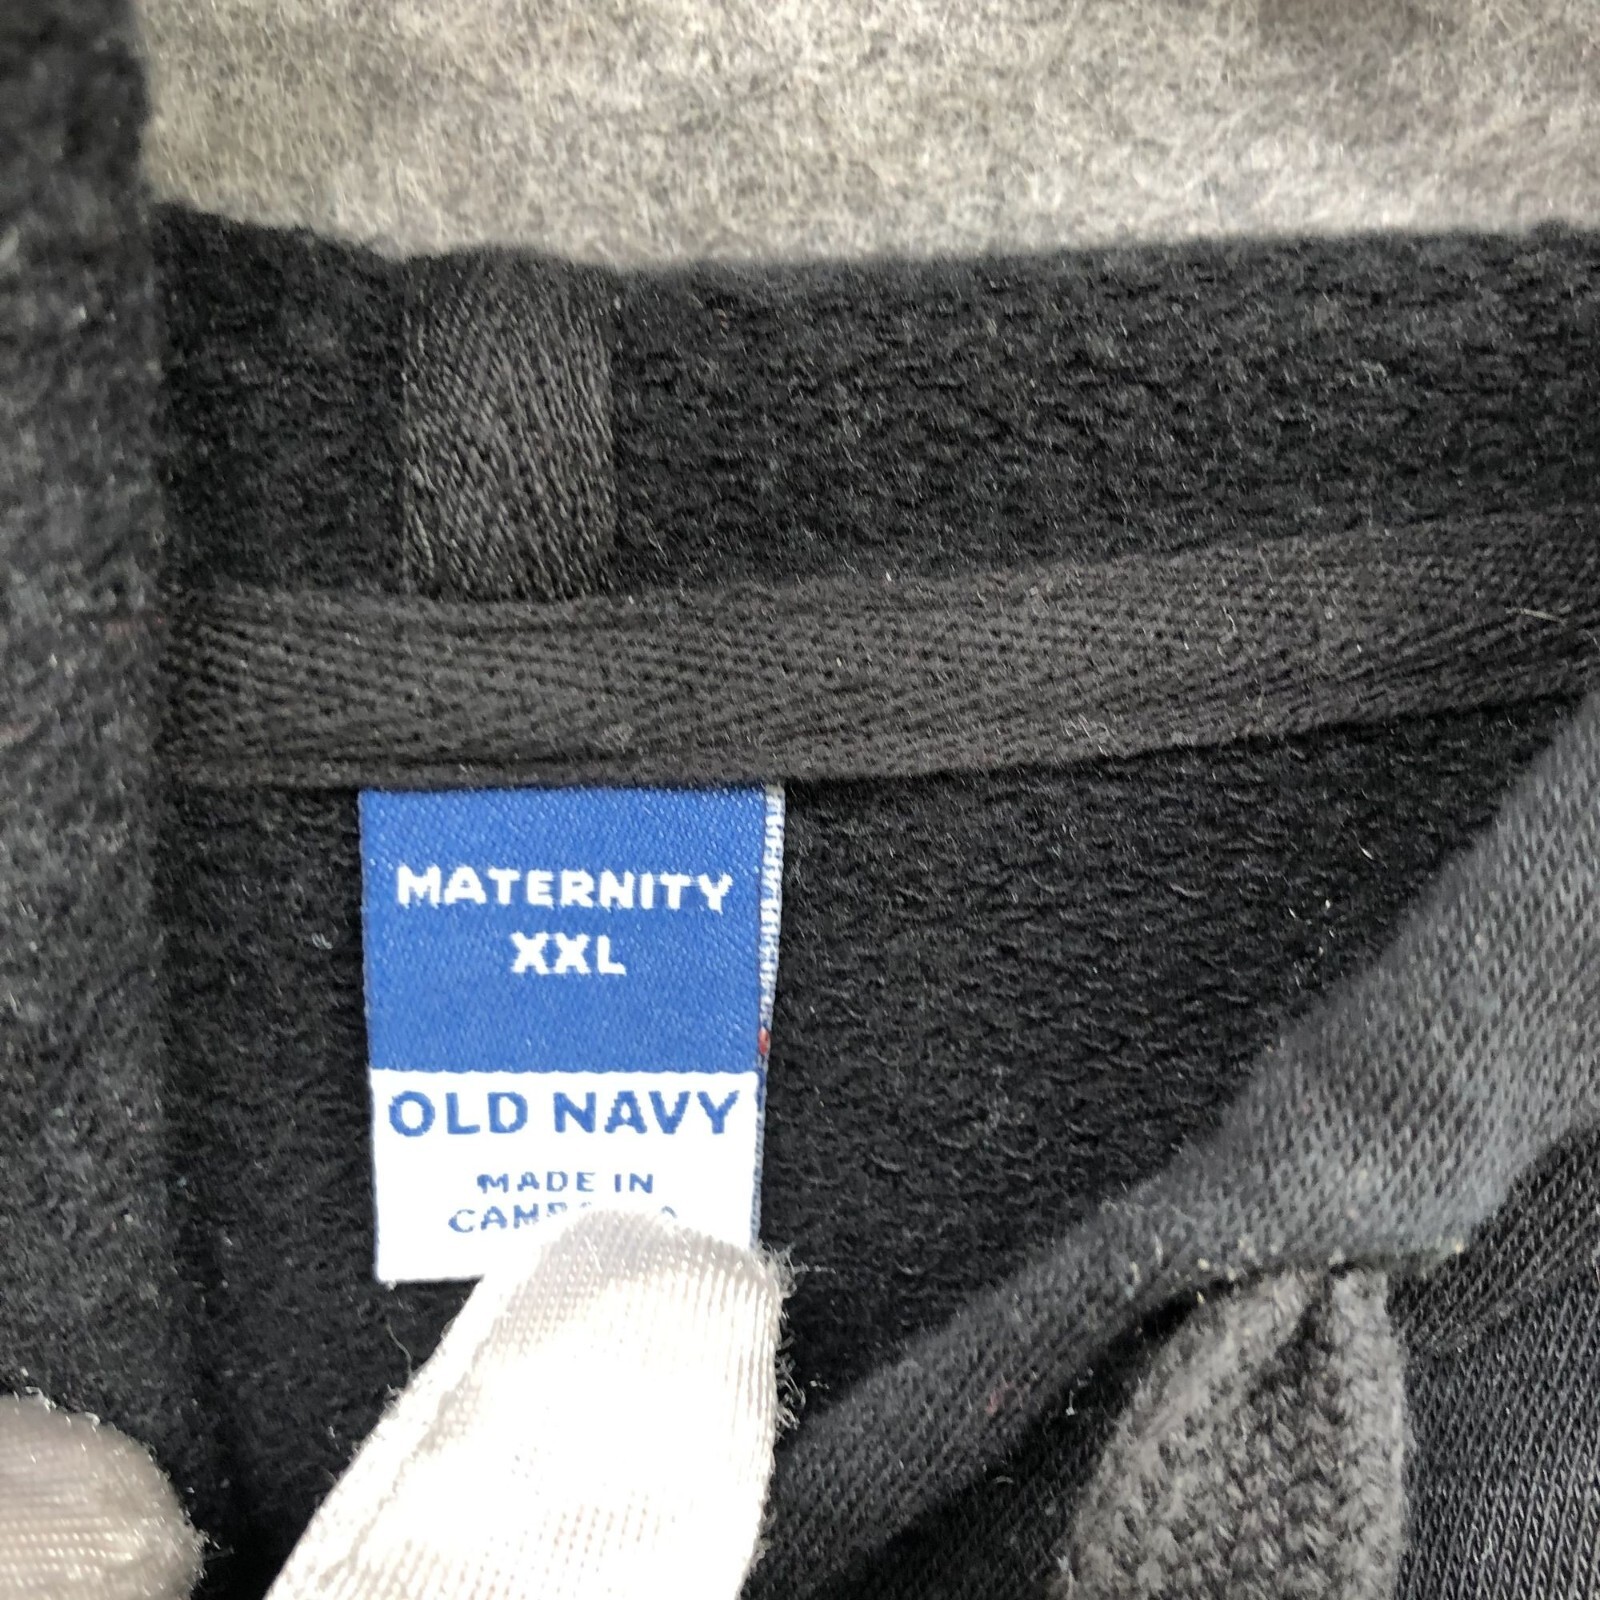 MATERNITY
XXL
OLD NAVY
MADE IN